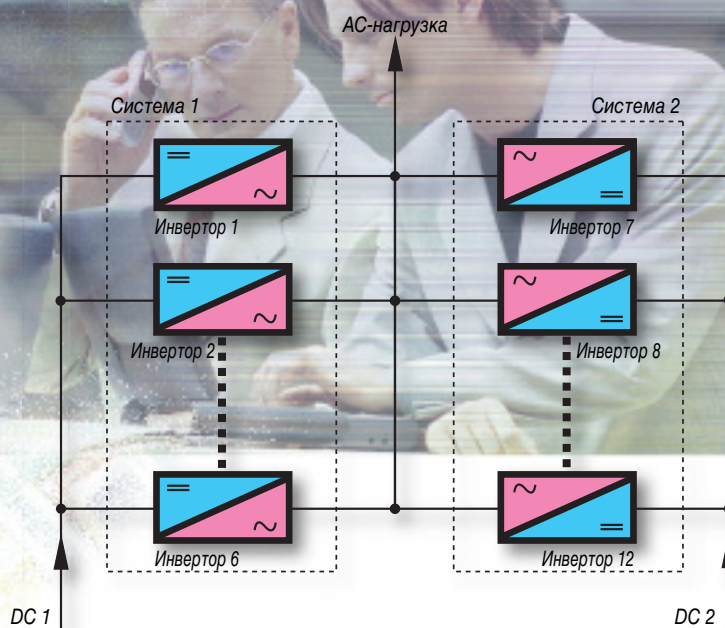 АС-нагрузка
Система 1
Система 2
Инвертор 1
Инвертор 7
Инвертор 2
Инвертор 8
Инвертор 6
Инвертор 12
DC 1
DC 2